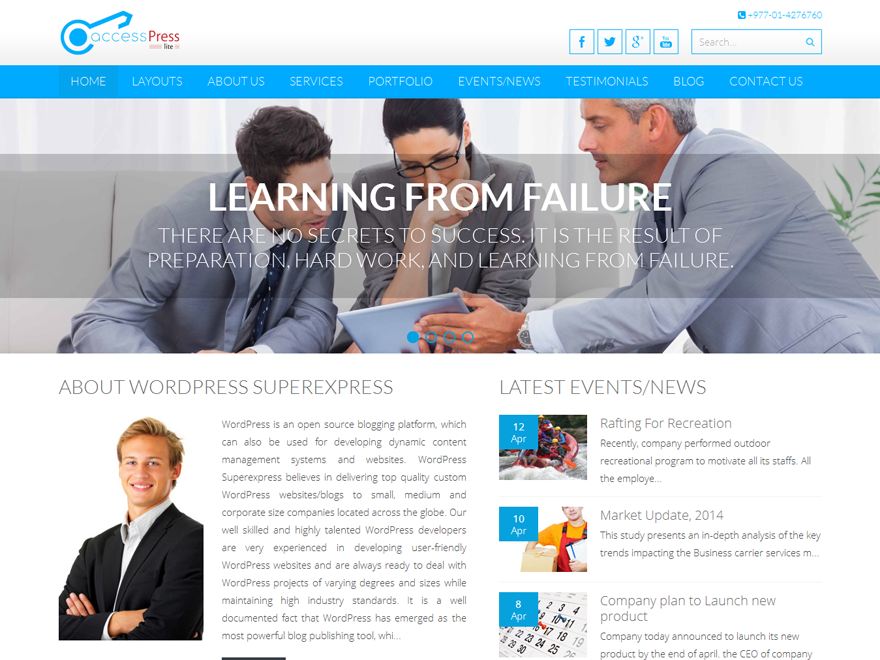 +977-01-4276760
accessPress
lite
Search...
HOME LAYOUTS ABOUT US SERVICES PORTFOLIO EVENTS/NEWS TESTIMONIALS BLOG CONTACT US
LEARNING FROM FAILURE
THERE ARE NO SECRETS TO SUCCESS. IT IS THE RESULT OF
PREPARATION, HARD WORK, AND LEARNING FROM FAILURE.
ABOUT WORDPRESS SUPEREXPRESS
WordPress is an open source blogging platform, which
can also be used for developing dynamic content
management systems and websites. WordPress
Superexpress believes in delivering top quality custom
WordPress websites/blogs to small, medium and
corporate size companies located across the globe. Our
well skilled and highly talented WordPress developers
are very experienced in developing user-friendly
WordPress websites and are always ready to deal with
WordPress projects of varying degrees and sizes while
maintaining high industry standards. It is a well
documented fact that WordPress has emerged as the
most powerful blog publishing tool, whi...
LATEST EVENTS/NEWS
12
Apr
Rafting For Recreation
Recently, company performed outdoor
recreational program to motivate all its staffs. All
the employe...
10
Apr
Market Update, 2014
This study presents an in-depth analysis of the key
trends impacting the Business carrier services m...
8
Apr
Company plan to Launch new
product
Company today announced to launch its new
product by the end of april. the CEO of company